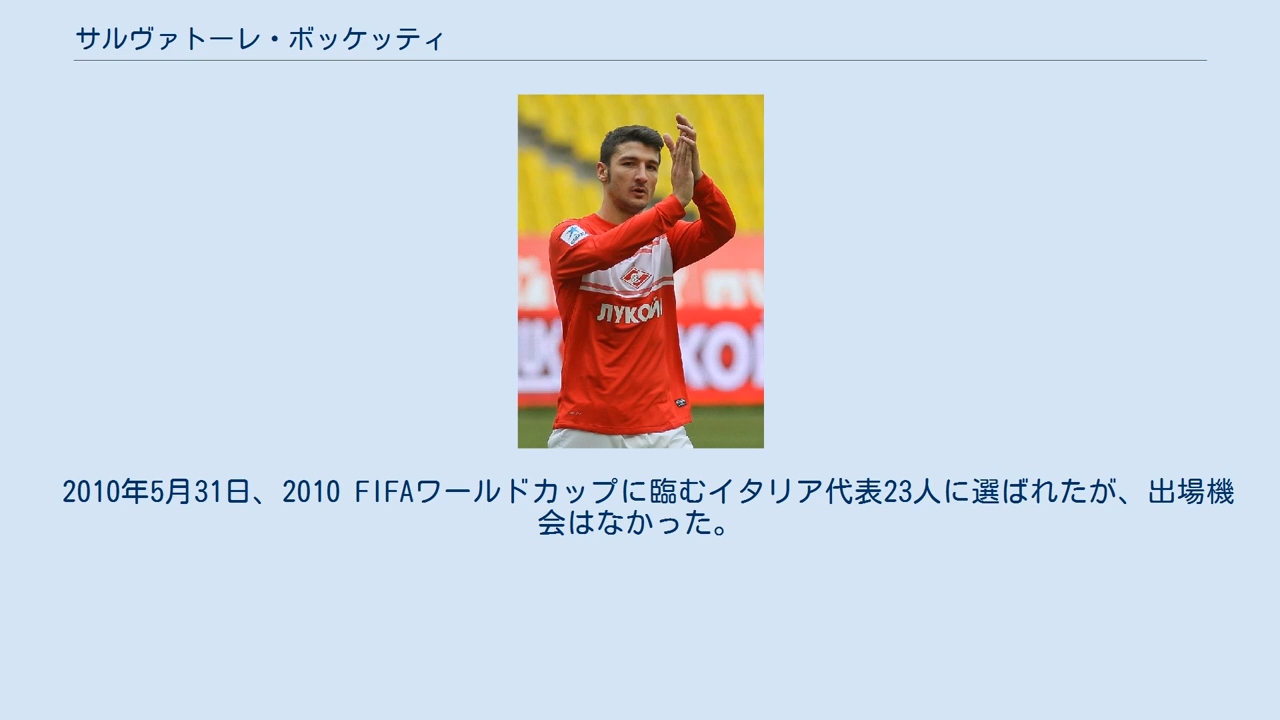 サルヴァトーレ・ボッケッティ
ЛУКОЙ
КОЙ
2010年5月31日、2010 FIFAワールドカップに臨むイタリア代表23人に選ばれたが、出場機
会はなかった。